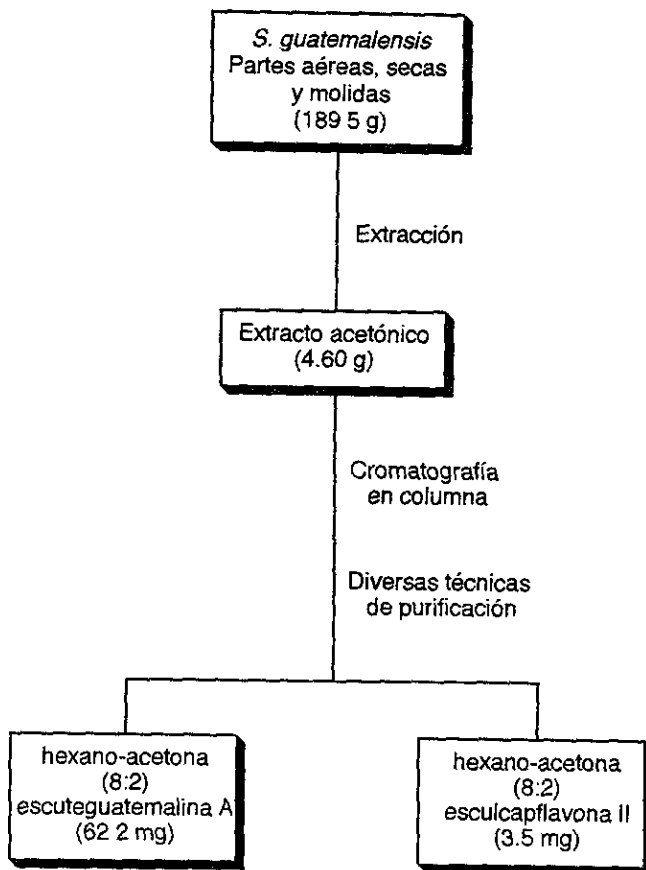 S. guatemalensis
Partes aéreas, secas
y molidas
(189 5 g)
Extracción
Extracto acetónico
(4.60 g)
Cromatografía
en columna
Diversas técnicas
de purificación
hexano-acetona
(8:2)
escuteguatemalina A
(62 2 mg)
hexano-acetona
(8:2)
esculcapflavona II
(3.5 mg)